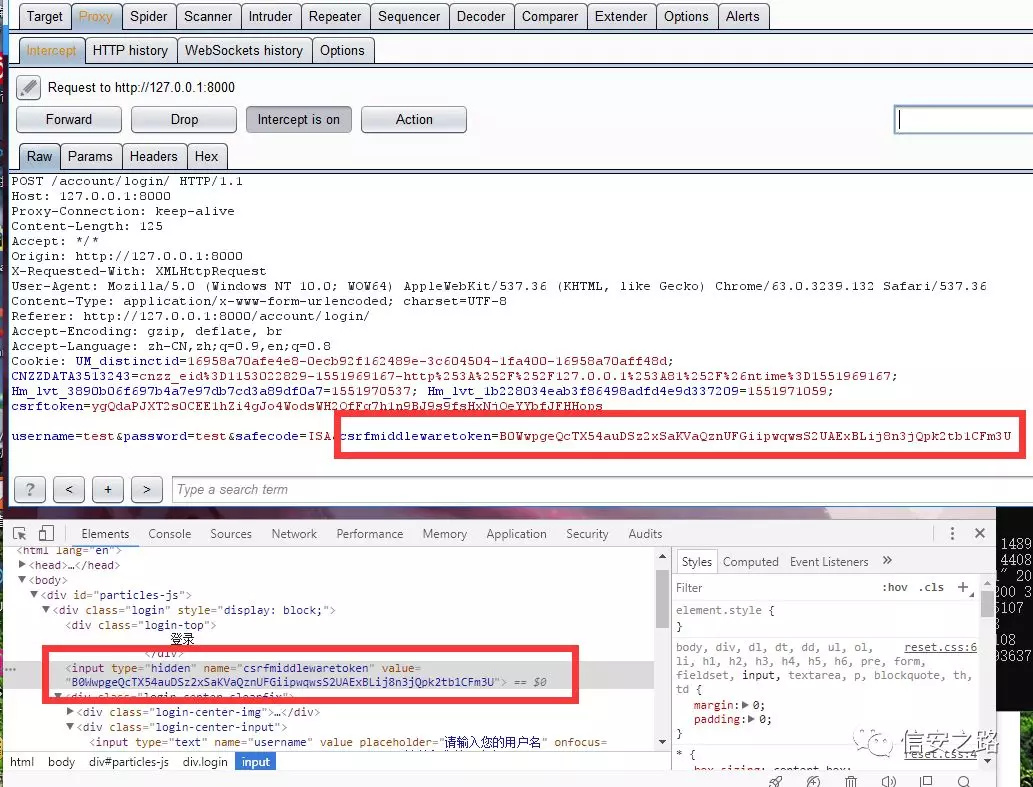 Target Proxy Spider Scanner Intruder Repeater Sequencer Decoder Comparer Extender Options Alerts
Intercept HTTP history WebSockets history Options
Request to http://127.0.0.1:8000
Forward Drop Intercept is on Action
Raw Params Headers Hex
POST /account/login/ HTTP/1.1
Host: 127.0.0.1:8000
Proxy-Connection: keep-alive
Content-Length: 125
Accept: */*
Origin: http://127.0.0.1:8000
X-Requested-With: XMLHttpRequest
User-Agent: Mozilla/5.0 (Windows NT 10.0; WOW64) AppleWebKit/537.36 (KHTML, like Gecko) Chrome/63.0.3239.132 Safari/537.36
Content-Type: application/x-www-form-urlencoded; charset=UTF-8
Referer: http://127.0.0.1:8000/account/login/
Accept-Encoding: gzip, deflate, br
Accept-Language: zh-CN,zh;q=0.9,en;q=0.8
Cookie: UM_distinctid=16958a70afe4e8-0ecb92f162489e-3c604504-1fa400-16958a70aff48d;
CNZZDATA3513243=cnzz_eid%3D1153022829-1551969167-http%253A%252F%252F127.0.0.1%253A81%252F%26ntime%3D1551969167;
Hm_lvt_3890b06f697b4a7e97db7cd3a89df0a7=1551970537; Hm_lvt_1b228034eab3f86498adfd4e9d337209=1551971059;
username=test&password=test&safecode=ISA&csrfmiddlewaretoken=B0WwpgeQcTX54auDSz2xSaKVaQznUFGiipwqwsS2UAExBLij8n3jQpk2tb1CFm3U
? < + > Type a search term
Elements Console Sources Network Performance Memory Application Security Audits
<html lang="en">
<head>…</head>
<body>
<div id="particles-js">
<div class="login" style="display: block;">
<div class="login-top">
登录
</div>
<input type="hidden" name="csrfmiddlewaretoken" value=
"B0WwpgeQcTX54auDSz2xSaKVaQznUFGiipwqwsS2UAExBLij8n3jQpk2tb1CFm3U"> == $0
<div class="login-center clearfix">
<div class="login-center-img">…</div>
<div class="login-center-input">
<input type="text" name="username" value placeholder="请输入您的用户名" onfocus=
html body div#particles-js div.login input
Styles Computed Event Listeners »
Filter :hov .cls +
element.style {
}
body, div, dl, dt, dd, ul, ol, reset.css:6
li, h1, h2, h3, h4, h5, h6, pre, form,
fieldset, input, textarea, p, blockquote, th,
td {
margin: 0;
padding: 0;
}
* { reset.css:4
box-sizing: content-box;
信安之路
1489
4408
" 20
200 3
5107
3
108
93637